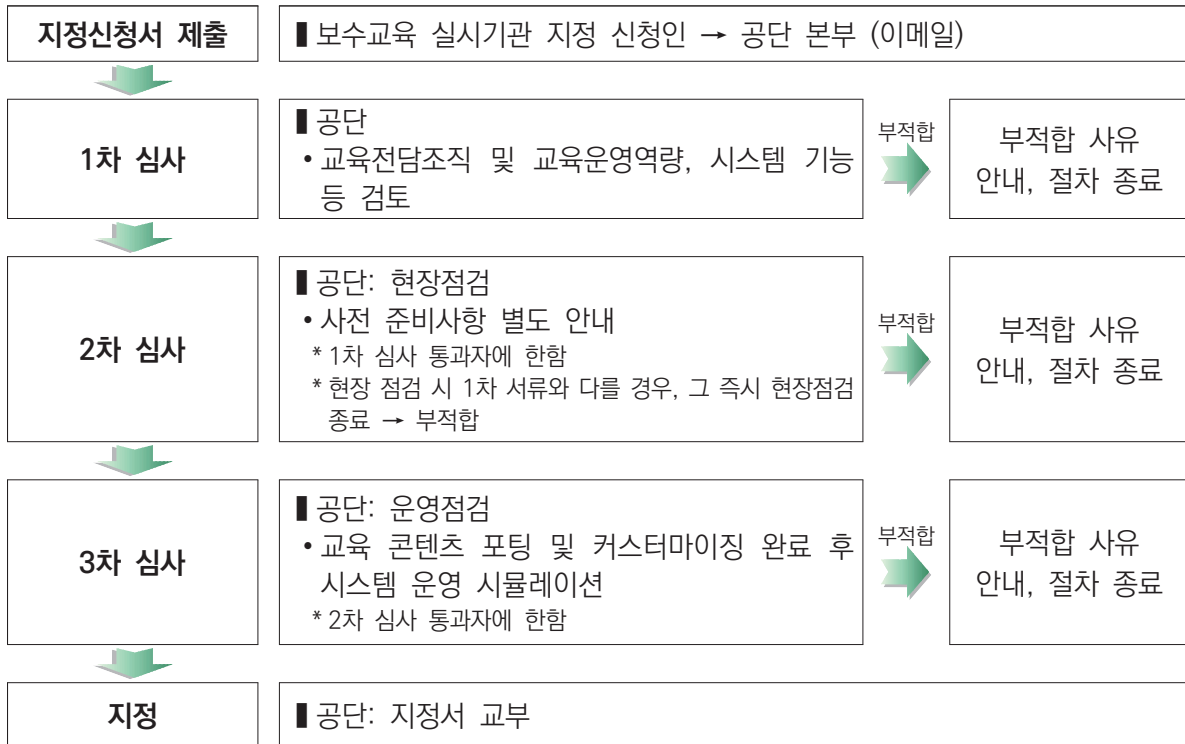 지정신청서 제출
▮보수교육 실시기관 지정 신청인 → 공단 본부 (이메일)
1차 심사
▮공단
• 교육전담조직 및 교육운영역량, 시스템 기능
등 검토
부적합
부적합 사유
안내, 절차 종료
2차 심사
▮공단: 현장점검
• 사전 준비사항 별도 안내
* 1차 심사 통과자에 한함
* 현장 점검 시 1차 서류와 다를 경우, 그 즉시 현장점검
종료 → 부적합
부적합
부적합 사유
안내, 절차 종료
3차 심사
▮공단: 운영점검
• 교육 콘텐츠 포팅 및 커스터마이징 완료 후
시스템 운영 시뮬레이션
* 2차 심사 통과자에 한함
부적합
부적합 사유
안내, 절차 종료
지정
▮공단: 지정서 교부